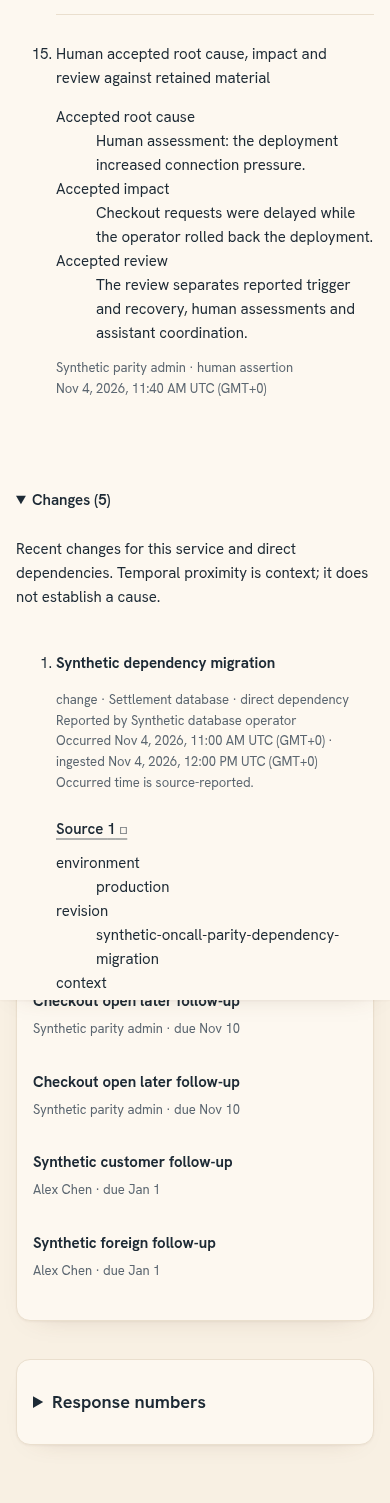 15. Human accepted root cause, impact and
review against retained material
Accepted root cause
Human assessment: the deployment
increased connection pressure.
Accepted impact
Checkout requests were delayed while
the operator rolled back the deployment.
Accepted review
The review separates reported trigger
and recovery, human assessments and
assistant coordination.
Synthetic parity admin · human assertion
Nov 4, 2026, 11:40 AM UTC (GMT+0)
▼ Changes (5)
Recent changes for this service and direct
dependencies. Temporal proximity is context; it does
not establish a cause.
1. Synthetic dependency migration
change · Settlement database · direct dependency
Reported by Synthetic database operator
Occurred Nov 4, 2026, 11:00 AM UTC (GMT+0) ·
ingested Nov 4, 2026, 12:00 PM UTC (GMT+0)
Occurred time is source-reported.
Source 1
environment
production
revision
synthetic-oncall-parity-dependency-
migration
context
Checkout open later follow-up
Synthetic parity admin · due Nov 10
Checkout open later follow-up
Synthetic parity admin · due Nov 10
Synthetic customer follow-up
Alex Chen · due Jan 1
Synthetic foreign follow-up
Alex Chen · due Jan 1
▶ Response numbers